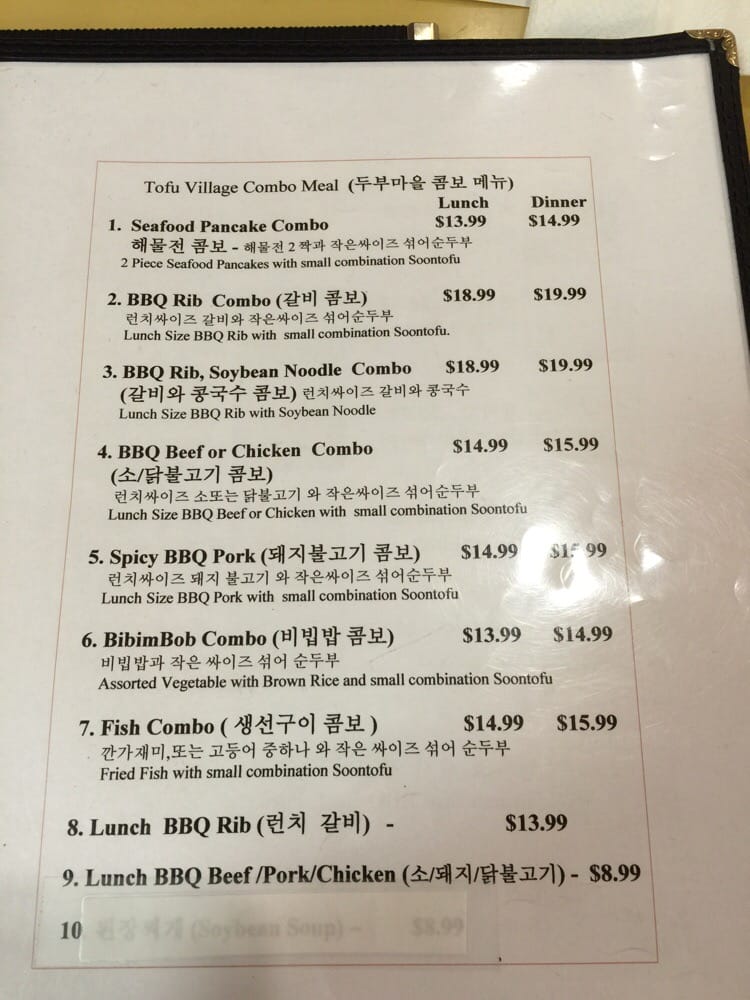 Tofu Village Combo Meal (두부마을 콤보 메뉴)
Lunch Dinner
1. Seafood Pancake Combo $13.99 $14.99
해물전 콤보 - 해물전 2 짝과 작은싸이즈 섞어순두부
2 Piece Seafood Pancakes with small combination Soontofu
2. BBQ Rib Combo (갈비 콤보) $18.99 $19.99
런치싸이즈 갈비와 작은싸이즈 섞어순두부
Lunch Size BBQ Rib with small combination Soontofu.
3. BBQ Rib, Soybean Noodle Combo $18.99 $19.99
(갈비와 콩국수 콤보) 런치싸이즈 갈비와 콩국수
Lunch Size BBQ Rib with Soybean Noodle
4. BBQ Beef or Chicken Combo $14.99 $15.99
(소/닭불고기 콤보)
런치싸이즈 소또는 닭불고기 와 작은싸이즈 섞어순두부
Lunch Size BBQ Beef or Chicken with small combination Soontofu
5. Spicy BBQ Pork (돼지불고기 콤보) $14.99 $15.99
런치싸이즈 돼지 불고기 와 작은싸이즈 섞어순두부
Lunch Size BBQ Pork with small combination Soontofu
6. BibimBob Combo (비빔밥 콤보) $13.99 $14.99
비빔밥과 작은 싸이즈 섞어 순두부
Assorted Vegetable with Brown Rice and small combination Soontofu
7. Fish Combo ( 생선구이 콤보 ) $14.99 $15.99
깐가재미,또는 고등어 중하나 와 작은 싸이즈 섞어 순두부
Fried Fish with small combination Soontofu
8. Lunch BBQ Rib (런치 갈비) - $13.99
9. Lunch BBQ Beef /Pork/Chicken (소/돼지/닭불고기) - $8.99
10 된장찌게 (Soybean Soup) - $8.99